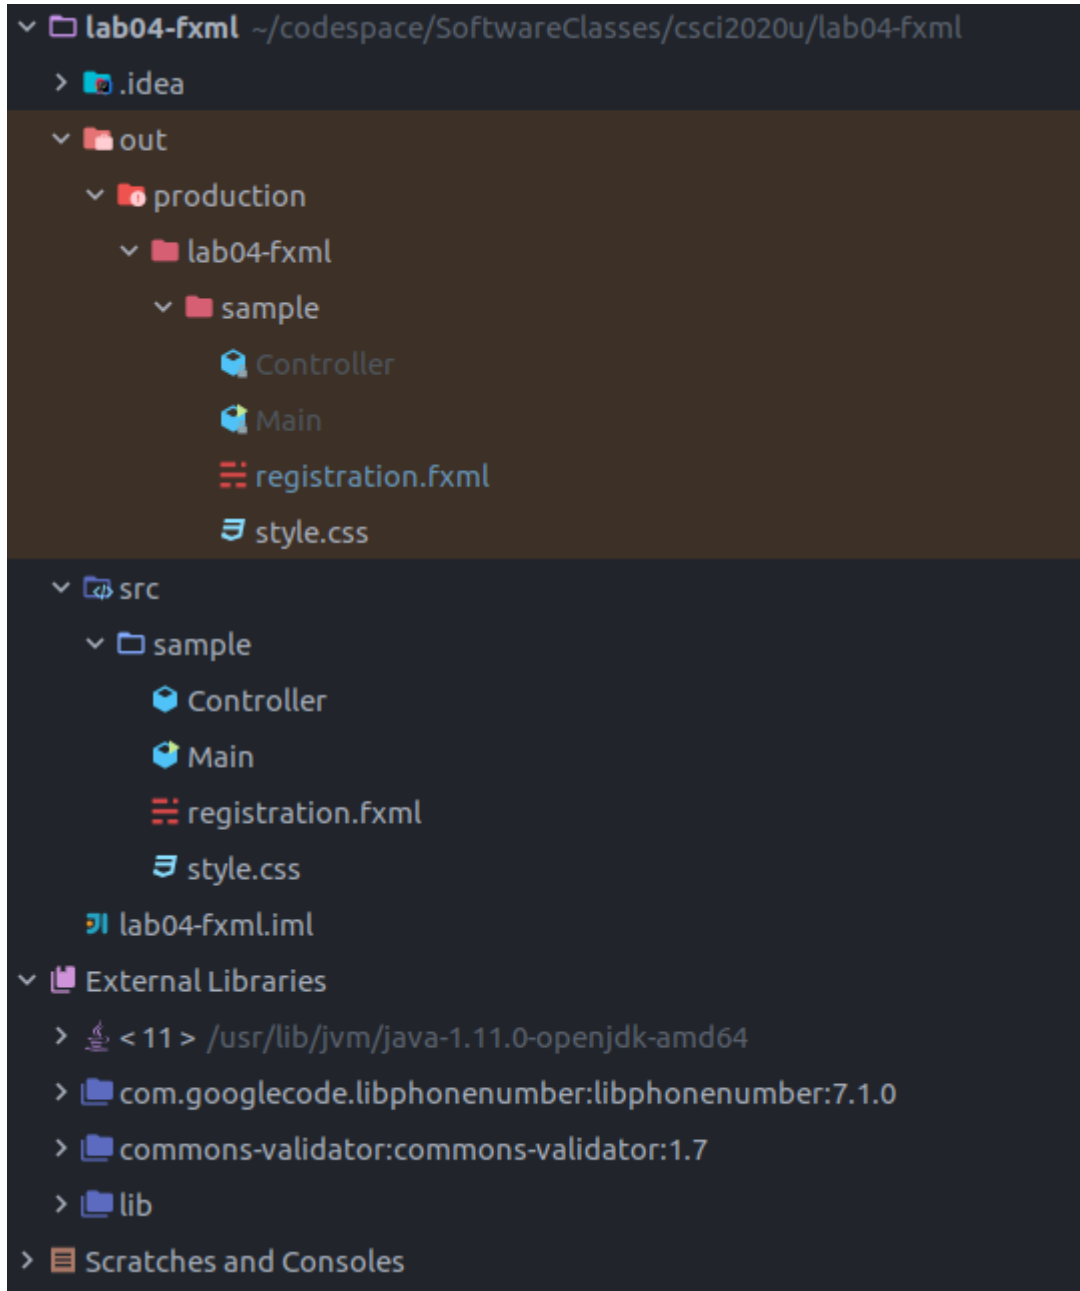 lab04-fxml ~/codespace/SoftwareClasses/csci2020u/lab04-fxml
.idea
out
production
lab04-fxml
sample
Controller
Main
registration.fxml
style.css
src
sample
Controller
Main
registration.fxml
style.css
lab04-fxml.iml
External Libraries
< 11 > /usr/lib/jvm/java-1.11.0-openjdk-amd64
com.googlecode.libphonenumber:libphonenumber:7.1.0
commons-validator:commons-validator:1.7
lib
Scratches and Consoles